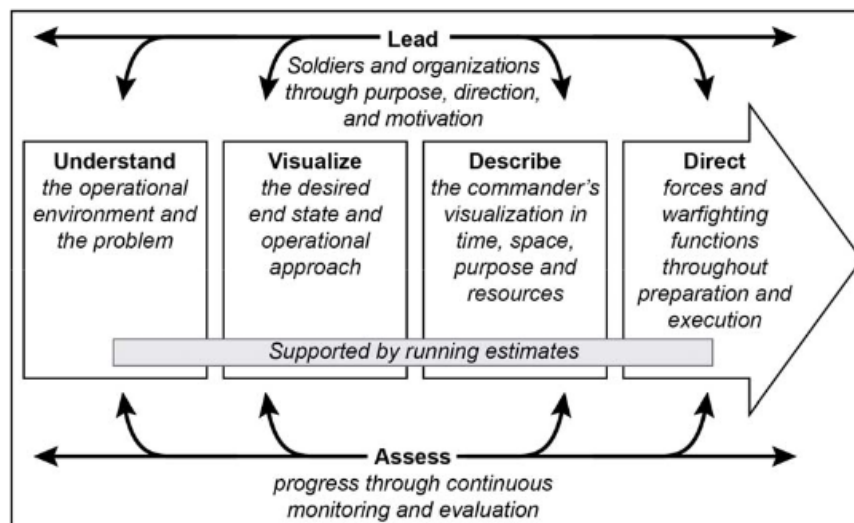 Lead
Soldiers and organizations
through purpose, direction,
and motivation
Understand
the operational
environment and
the problem
Visualize
the desired
end state and
operational
approach
Describe
the commander's
visualization in
time, space,
purpose and
resources
Direct
forces and
warfighting
functions
throughout
preparation and
execution
Supported by running estimates
Assess
progress through continuous
monitoring and evaluation